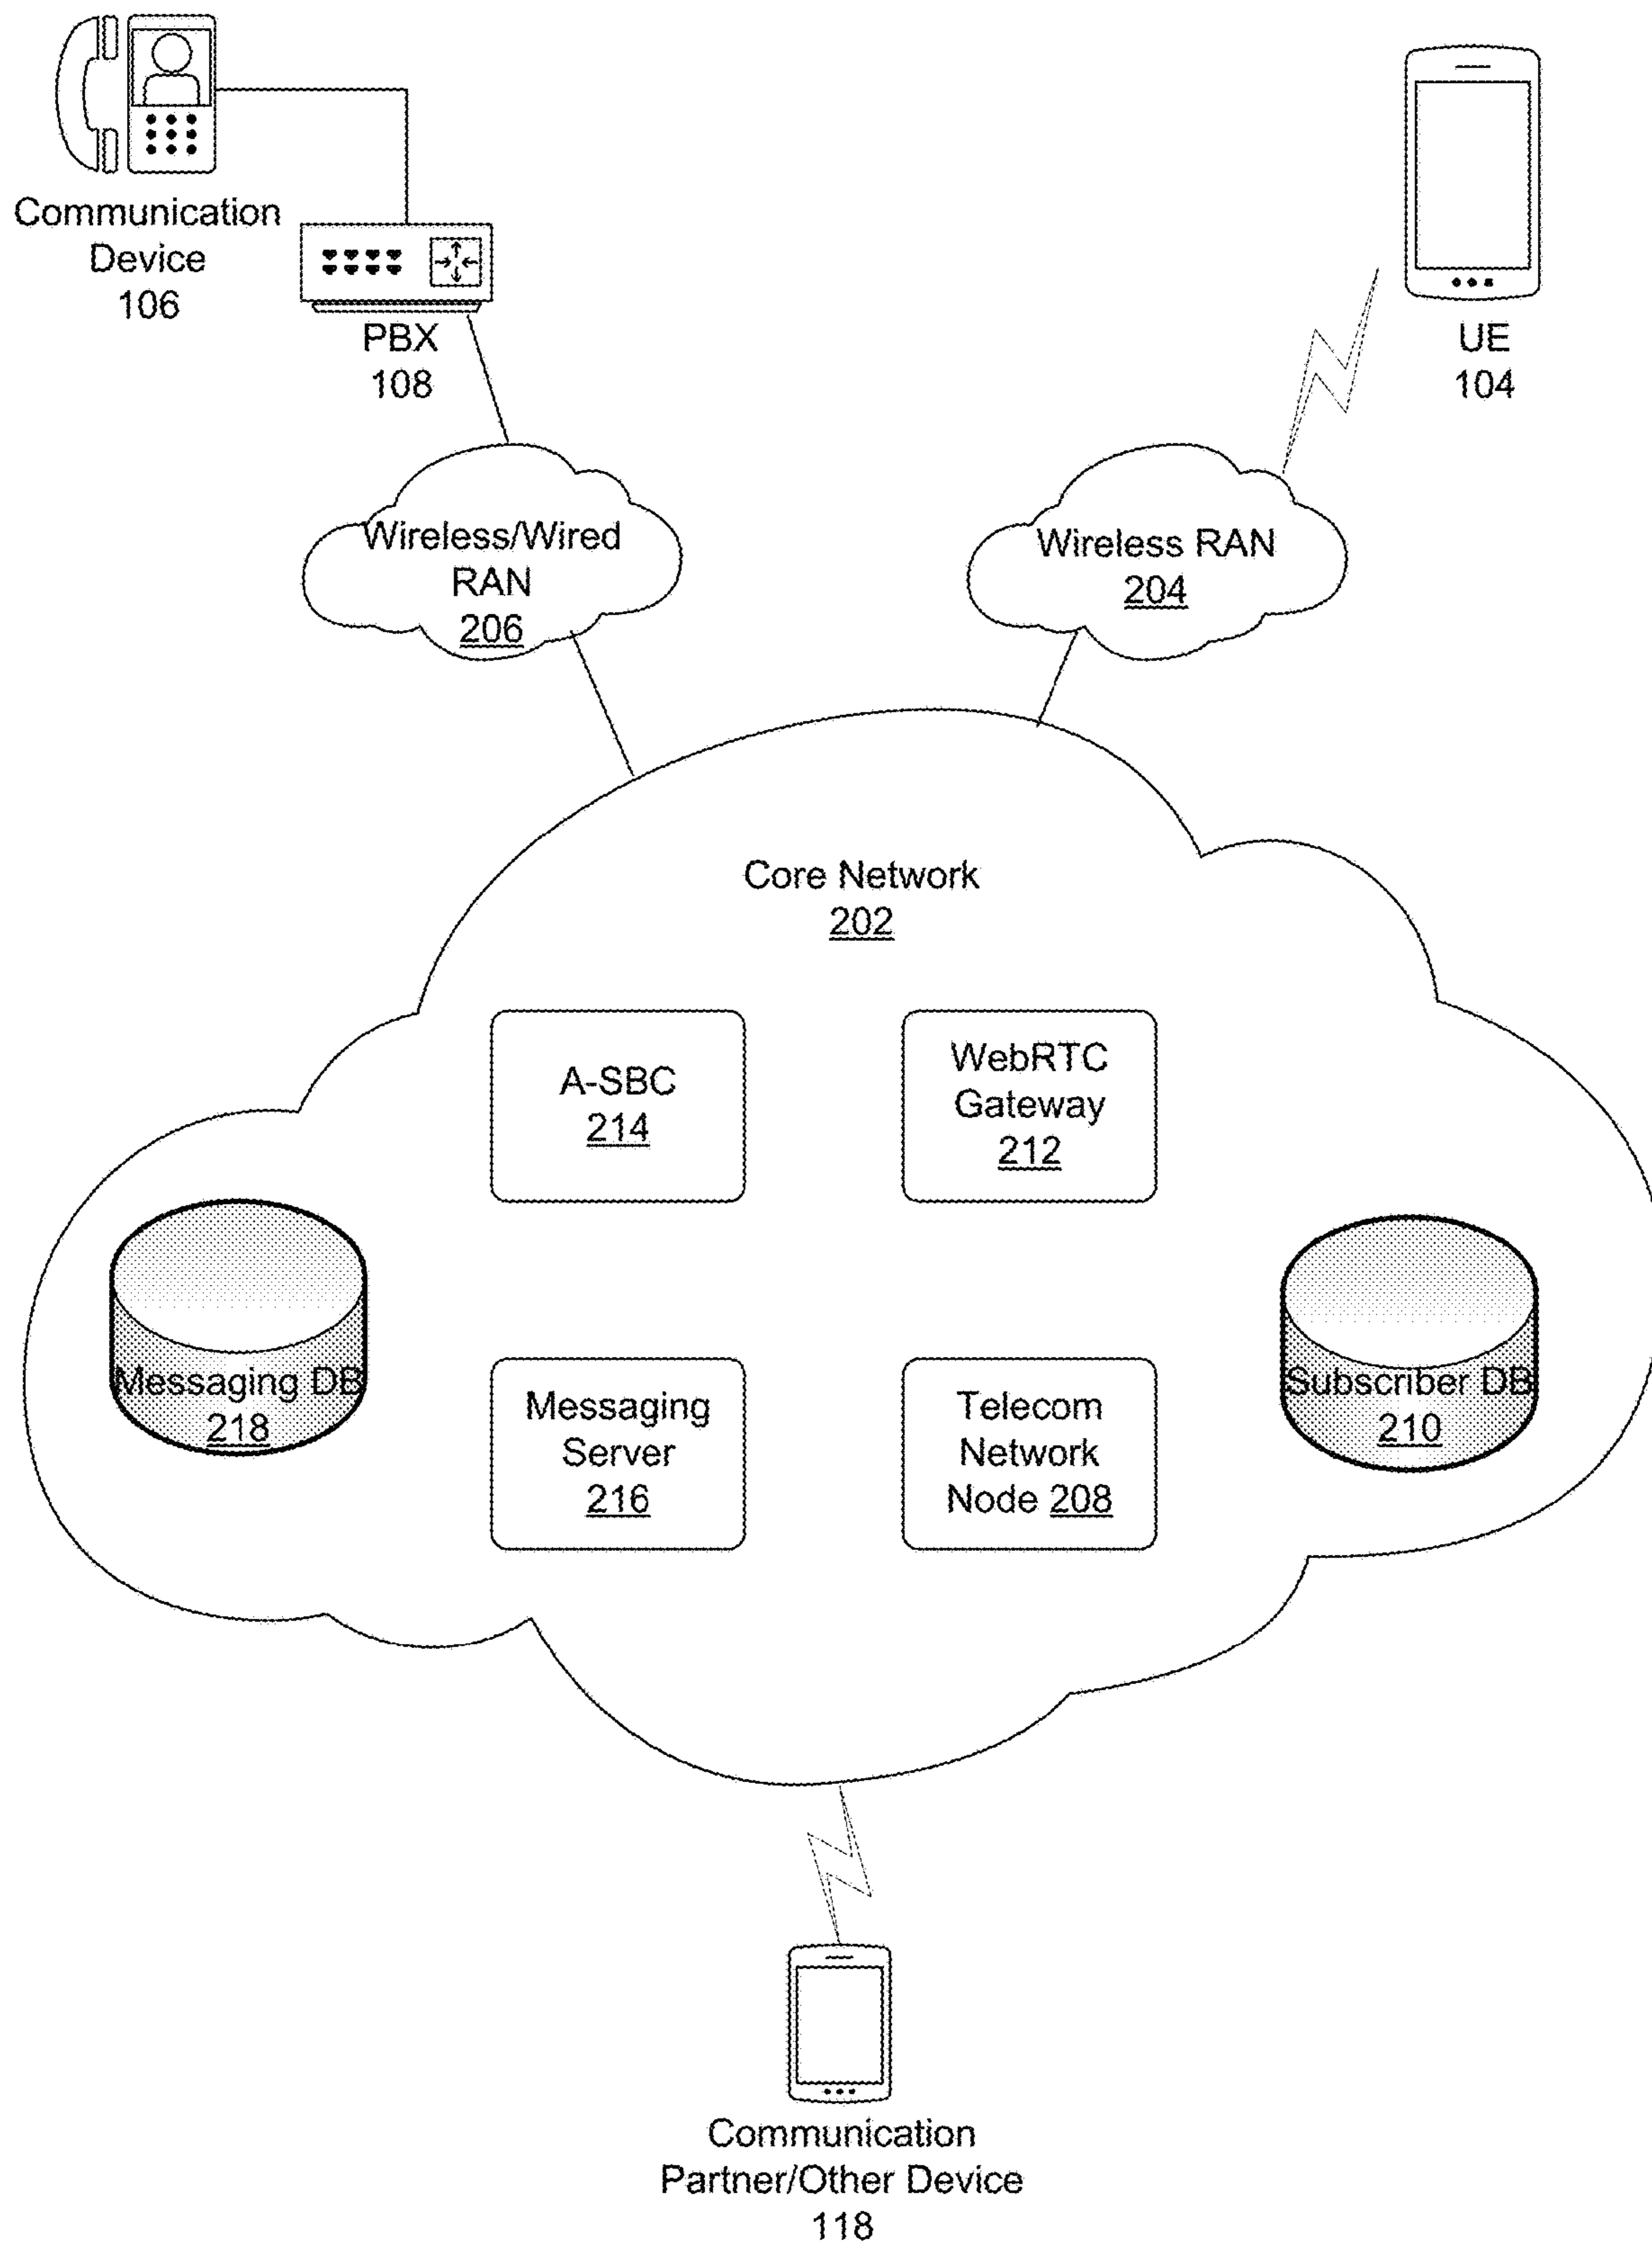 Communication
Device
106
PBX
108
UE
104
Wireless/Wired
RAN
206
Wireless RAN
204
Core Network
202
A-SBC
214
WebRTC
Gateway
212
Messaging DB
218
Messaging
Server
216
Telecom
Network
Node 208
Subscriber DB
210
Communication
Partner/Other Device
118